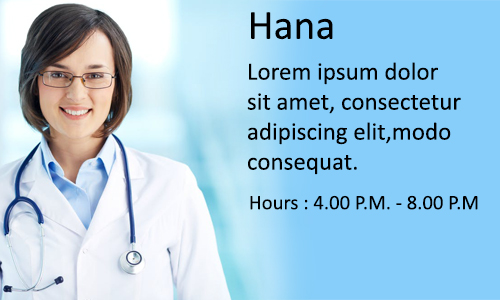 Hana
Lorem ipsum dolor
sit amet, consectetur
adipiscing elit,modo
consequat.
Hours : 4.00 P.M. - 8.00 P.M